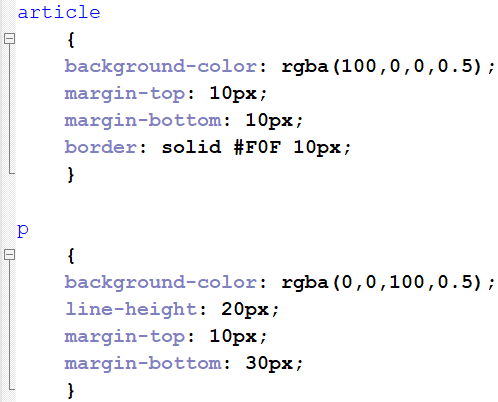 article
{
background-color: rgba(100,0,0,0.5);
margin-top: 10px;
margin-bottom: 10px;
border: solid #F0F 10px;
}
p
{
background-color: rgba(0,0,100,0.5);
line-height: 20px;
margin-top: 10px;
margin-bottom: 30px;
}